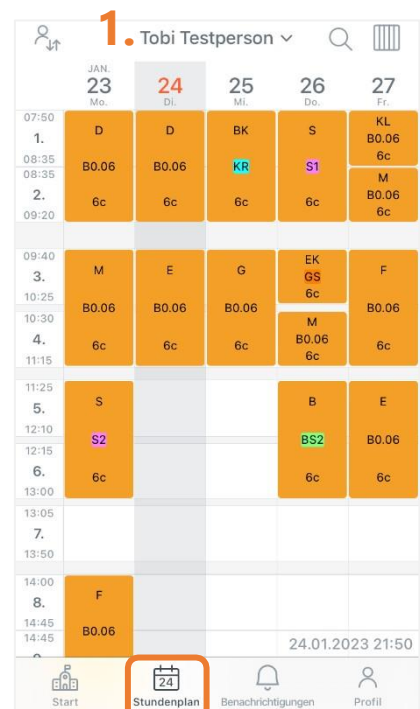 1. Tobi Testperson
JAN.
23 24 25 26 27
Mo. Di. Mi. Do. Fr.
07:50
1.
08:35
D
B0.06
6c
D
B0.06
6c
BK
KR
6c
S
S1
6c
KL
B0.06
6c
08:35
2.
09:20
M
B0.06
6c
09:40
3.
10:25
M
B0.06
6c
E
B0.06
6c
G
B0.06
6c
EK
GS
6c
F
B0.06
6c
10:30
4.
11:15
M
B0.06
6c
11:25
5.
12:10
S
S2
6c
B
BS2
6c
E
B0.06
6c
12:15
6.
13:00
13:05
7.
13:50
14:00
8.
14:45
F
B0.06
14:45
24.01.2023 21:50
24
Start Stundenplan Benachrichtigungen Profil